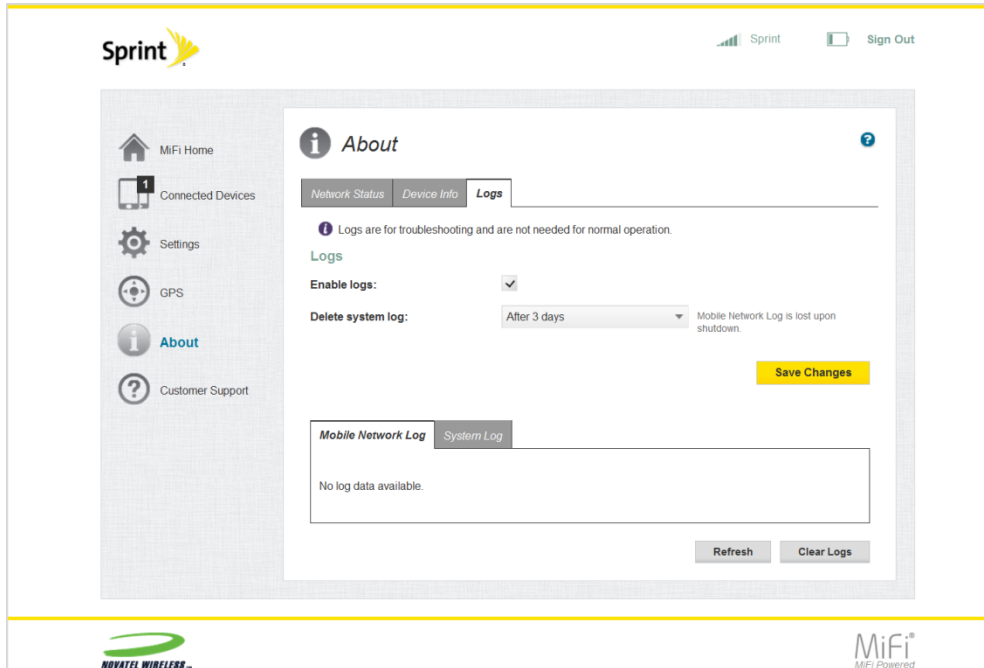 Sprint
Sprint
Sign Out
MiFi Home
1
Connected Devices
Settings
GPS
About
Customer Support
About
Network Status
Device Info
Logs
Logs are for troubleshooting and are not needed for normal operation.
Logs
Enable logs:
Delete system log:
After 3 days
Mobile Network Log is lost upon
shutdown.
Save Changes
Mobile Network Log
System Log
No log data available.
Refresh
Clear Logs
NOVATEL WIRELESS™
MiFi®
MiFi Powered